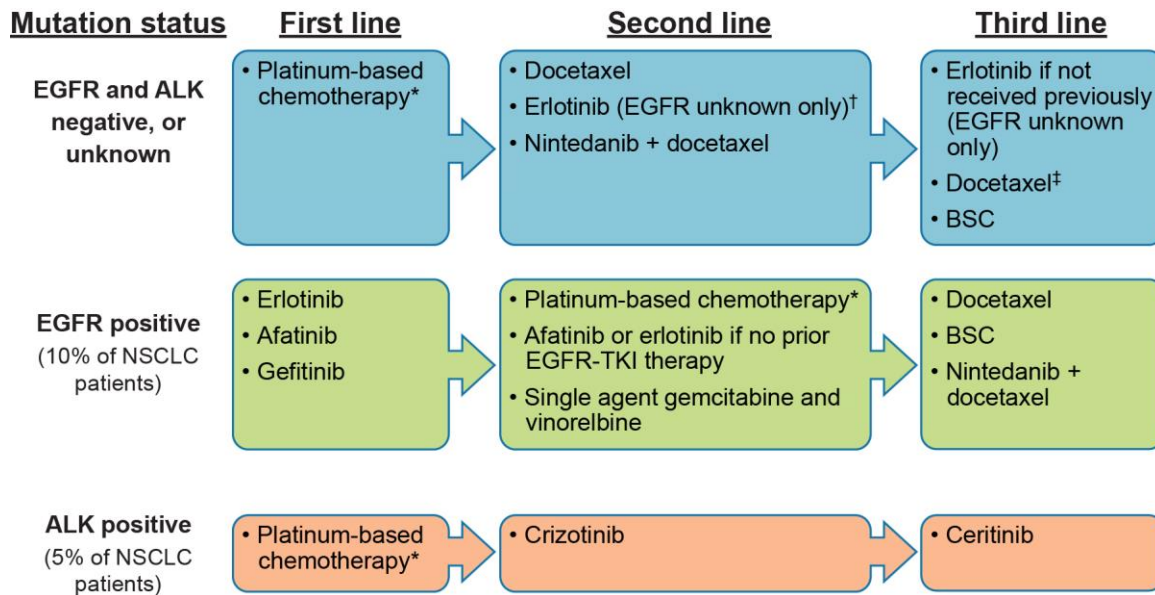 Mutation status
First line
Second line
Third line
EGFR and ALK
negative, or
unknown
• Platinum-based
chemotherapy*
• Docetaxel
• Erlotinib (EGFR unknown only)†
• Nintedanib + docetaxel
• Erlotinib if not
received previously
(EGFR unknown
only)
• Docetaxel‡
• BSC
EGFR positive
(10% of NSCLC
patients)
• Erlotinib
• Afatinib
• Gefitinib
• Platinum-based chemotherapy*
• Afatinib or erlotinib if no prior
EGFR-TKI therapy
• Single agent gemcitabine and
vinorelbine
• Docetaxel
• BSC
• Nintedanib +
docetaxel
ALK positive
(5% of NSCLC
patients)
• Platinum-based
chemotherapy*
• Crizotinib
• Ceritinib